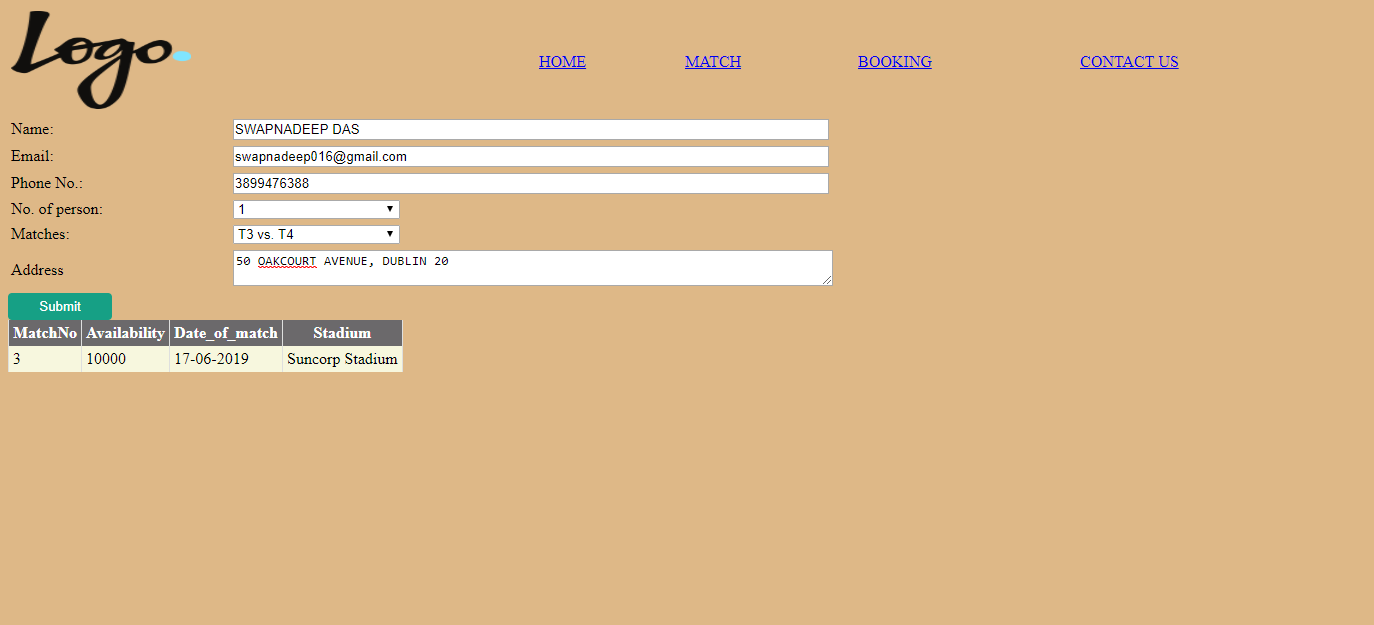 Logo
HOME MATCH BOOKING CONTACT US
Name: SWAPNADEEP DAS
Email: swapnadeep016@gmail.com
Phone No.: 3899476388
No. of person: 1
Matches: T3 vs. T4
Address 50 OAKCOURT AVENUE, DUBLIN 20
Submit
MatchNo Availability Date_of_match Stadium
3 10000 17-06-2019 Suncorp Stadium